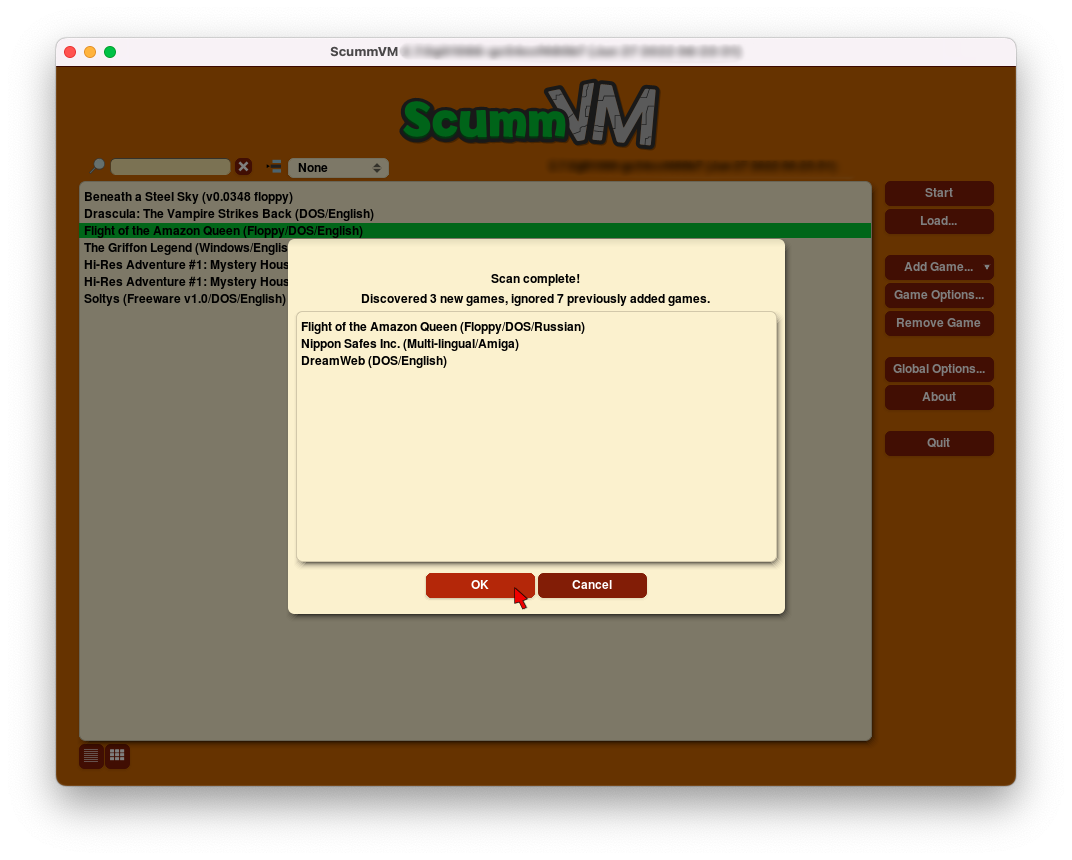 ScummVM
ScummVM
None
Beneath a Steel Sky (v0.0348 floppy)
Drascula: The Vampire Strikes Back (DOS/English)
Flight of the Amazon Queen (Floppy/DOS/English)
The Griffon Legend (Windows/Englis
Hi-Res Adventure #1: Mystery Hous
Hi-Res Adventure #1: Mystery Hous
Soltys (Freeware v1.0/DOS/English)
Start
Load...
Add Game...
Game Options...
Remove Game
Global Options...
About
Quit
Scan complete!
Discovered 3 new games, ignored 7 previously added games.
Flight of the Amazon Queen (Floppy/DOS/Russian)
Nippon Safes Inc. (Multi-lingual/Amiga)
DreamWeb (DOS/English)
OK
Cancel